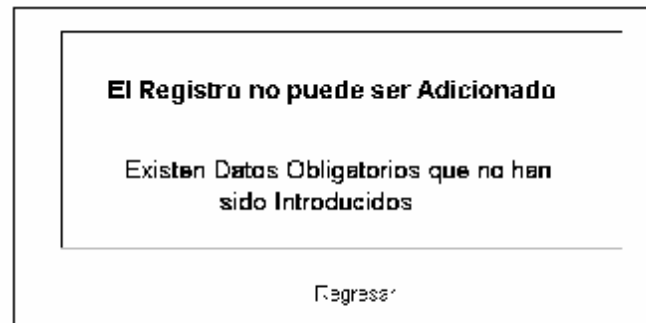 El Registro no puede ser Adicionado
Existen Datos Obligatorios que no han
sido Introducidos
Regresar